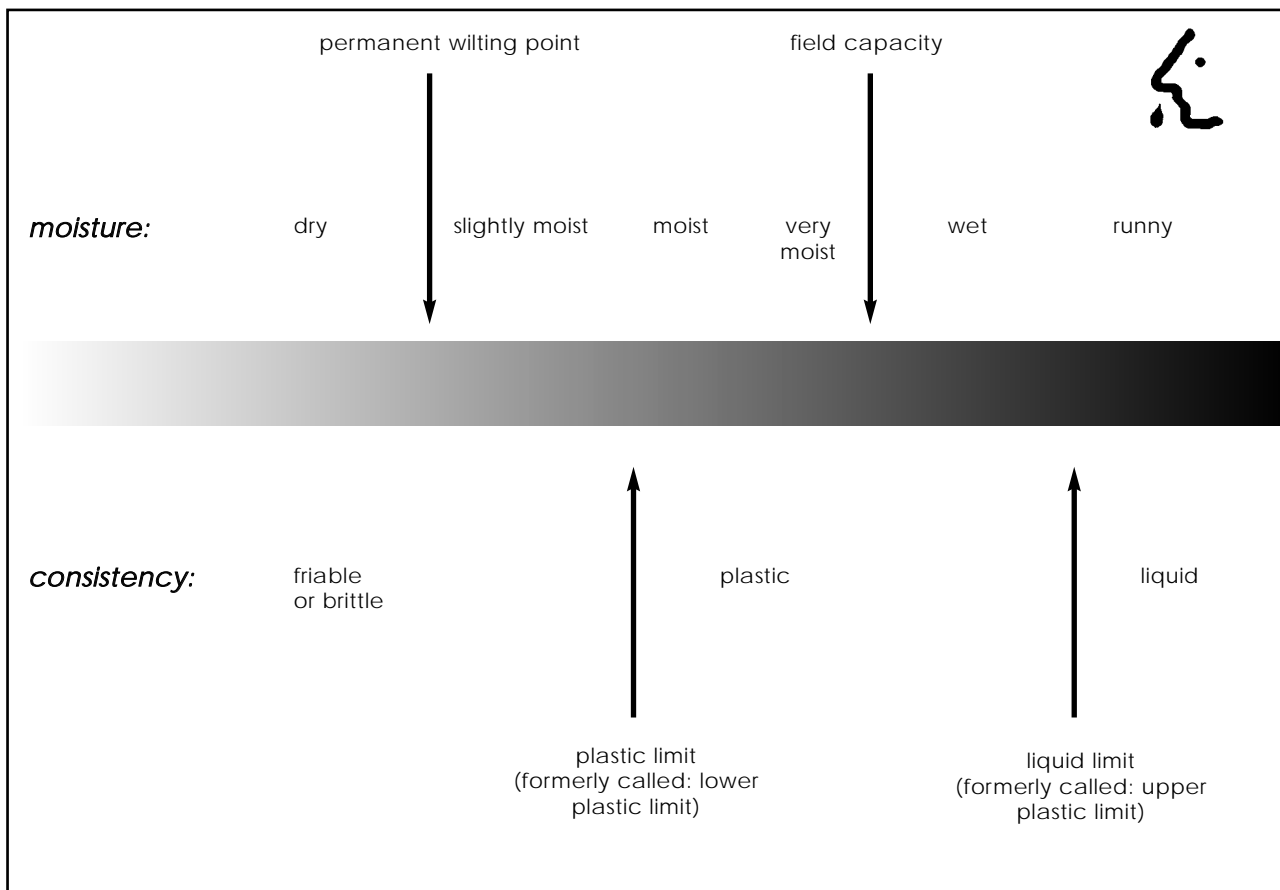 permanent wilting point
field capacity
moisture:
dry
slightly moist
moist
very
moist
wet
runny
consistency:
friable
or brittle
plastic
liquid
plastic limit
(formerly called: lower
plastic limit)
liquid limit
(formerly called: upper
plastic limit)